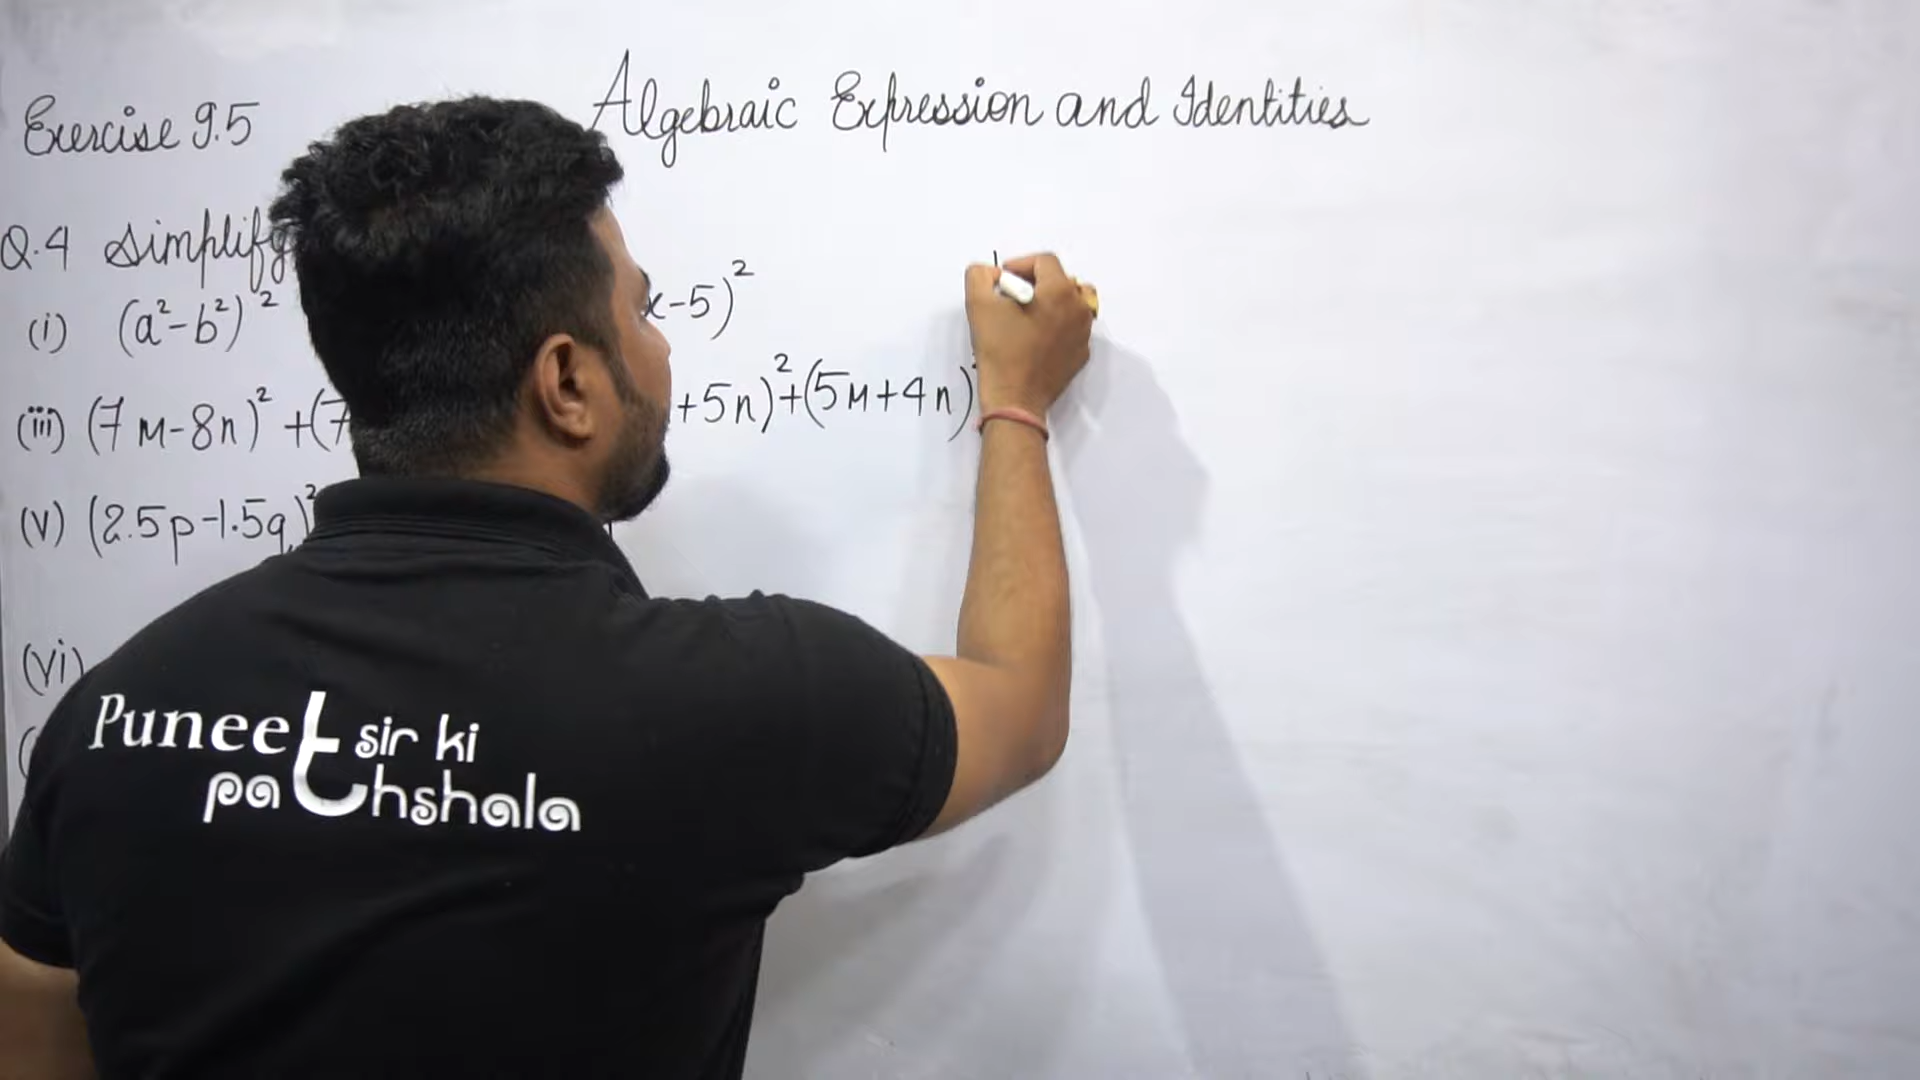 Exercise 9.5 Algebraic Expression and Identities
Q.4 Simplify
(i) (a²-b²)² x-5)²
(iii) (7m-8n)² +(7 +5n)²+(5m+4n)
(v) (2.5p-1.5q)²
(vi)
Puneet sir ki
pathshala